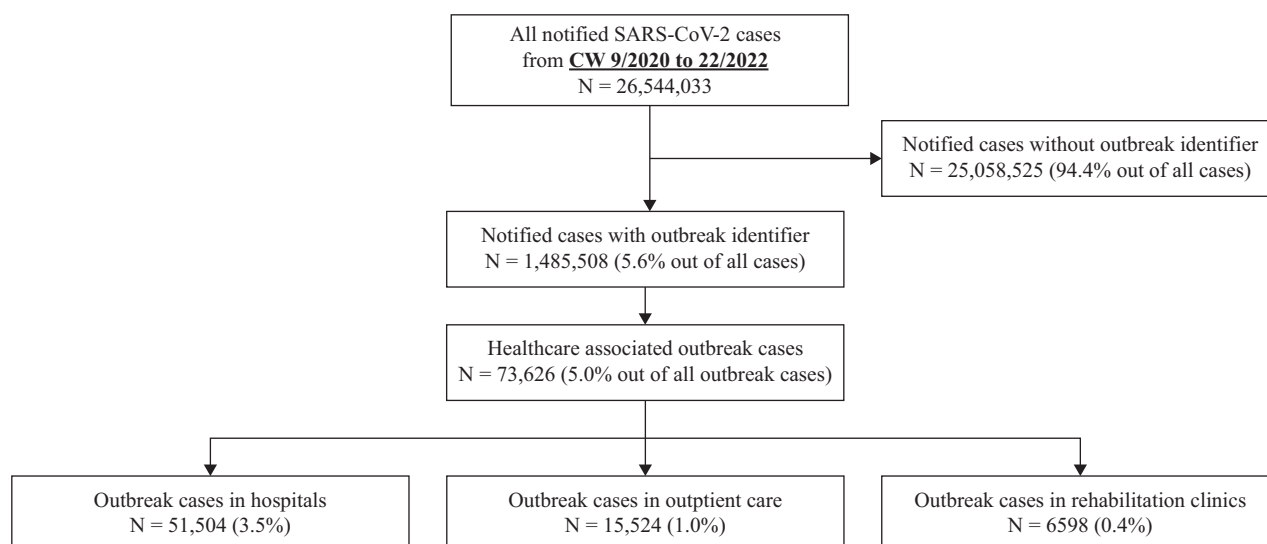 All notified SARS-CoV-2 cases
from CW 9/2020 to 22/2022
N = 26,544,033
Notified cases without outbreak identifier
N = 25,058,525 (94.4% out of all cases)
Notified cases with outbreak identifier
N = 1,485,508 (5.6% out of all cases)
Healthcare associated outbreak cases
N = 73,626 (5.0% out of all outbreak cases)
Outbreak cases in hospitals
N = 51,504 (3.5%)
Outbreak cases in outptient care
N = 15,524 (1.0%)
Outbreak cases in rehabilitation clinics
N = 6598 (0.4%)